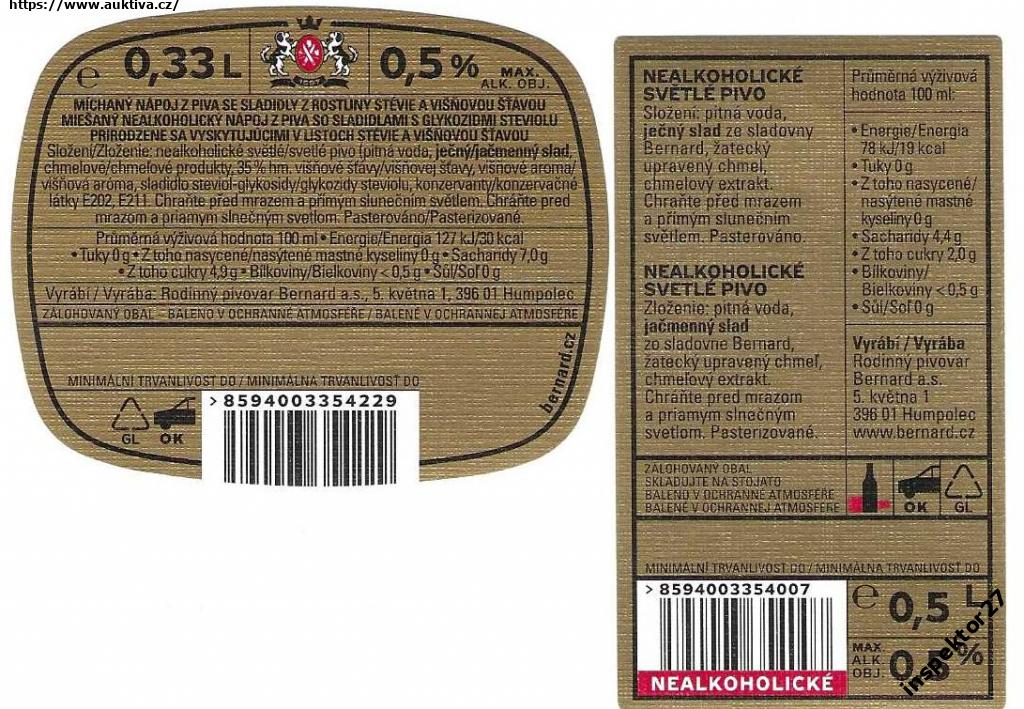 https://www.auktiva.cz/
℮ 0,33 L
0,5 % MAX.
ALK. OBJ.
MÍCHANÝ NÁPOJ Z PIVA SE SLADIDLY Z ROSTLINY STÉVIE A VIŠŇOVOU ŠŤÁVOU
MIEŠANÝ NEALKOHOLICKÝ NÁPOJ Z PIVA SO SLADIDLAMI S GLYKOZIDMI STEVIOLU
PRIRODZENE SA VYSKYTUJÚCIMI V LISTOCH STÉVIE A VIŠŇOVOU ŠŤAVOU
Složení/Zloženie: nealkoholické světlé/svetlé pivo (pitná voda, ječný/jačmenný slad,
chmelové/chmeľové produkty, 35 % hm. višňové šťávy/višňovej šťavy, višňové aroma/
višňová aróma, sladidlo steviol-glykosidy/glykozidy steviolu, konzervanty/konzervačné
látky E202, E211. Chraňte před mrazem a přímým slunečním světlem. Chráňte pred
mrazom a priamym slnečným svetlom. Pasterováno/Pasterizované.
Průměrná výživová hodnota 100 ml • Energie/Energia 127 kJ/30 kcal
• Tuky 0 g • Z toho nasycené/nasýtené mastné kyseliny 0 g • Sacharidy 7,0 g
• Z toho cukry 4,9 g • Bílkoviny/Bielkoviny < 0,5 g • Sůl/Soľ 0 g
Vyrábí / Vyrába: Rodinný pivovar Bernard a.s., 5. května 1, 396 01 Humpolec
ZÁLOHOVANÝ OBAL – BALENO V OCHRANNÉ ATMOSFÉŘE / BALENÉ V OCHRANNEJ ATMOSFÉRE
bernard.cz
MINIMÁLNÍ TRVANLIVOST DO / MINIMÁLNA TRVANLIVOSŤ DO
GL OK
> 8594003354229
NEALKOHOLICKÉ
SVĚTLÉ PIVO
Složení: pitná voda,
ječný slad ze sladovny
Bernard, žatecký
upravený chmel,
chmelový extrakt.
Chraňte před mrazem
a přímým slunečním
světlem. Pasterováno.
NEALKOHOLICKÉ
SVETLÉ PIVO
Zloženie: pitná voda,
jačmenný slad
zo sladovne Bernard,
žatecký upravený chmeľ,
chmeľový extrakt.
Chráňte pred mrazom
a priamym slnečným
svetlom. Pasterizované.
Průměrná výživová
hodnota 100 ml:
• Energie/Energia
78 kJ/19 kcal
• Tuky 0 g
• Z toho nasycené/
nasýtené mastné
kyseliny 0 g
• Sacharidy 4,4 g
• Z toho cukry 2,0 g
• Bílkoviny/
Bielkoviny < 0,5 g
• Sůl/Soľ 0 g
Vyrábí / Vyrába
Rodinný pivovar
Bernard a.s.
5. května 1
396 01 Humpolec
www.bernard.cz
ZÁLOHOVANÝ OBAL
SKLADUJTE NA STOJATO
BALENO V OCHRANNÉ ATMOSFÉŘE
BALENÉ V OCHRANNEJ ATMOSFÉRE
OK GL
MINIMÁLNÍ TRVANLIVOST DO / MINIMÁLNA TRVANLIVOSŤ DO
> 8594003354007
NEALKOHOLICKÉ
℮ 0,5 L
MAX.
ALK.
OBJ.
%
inspektor27